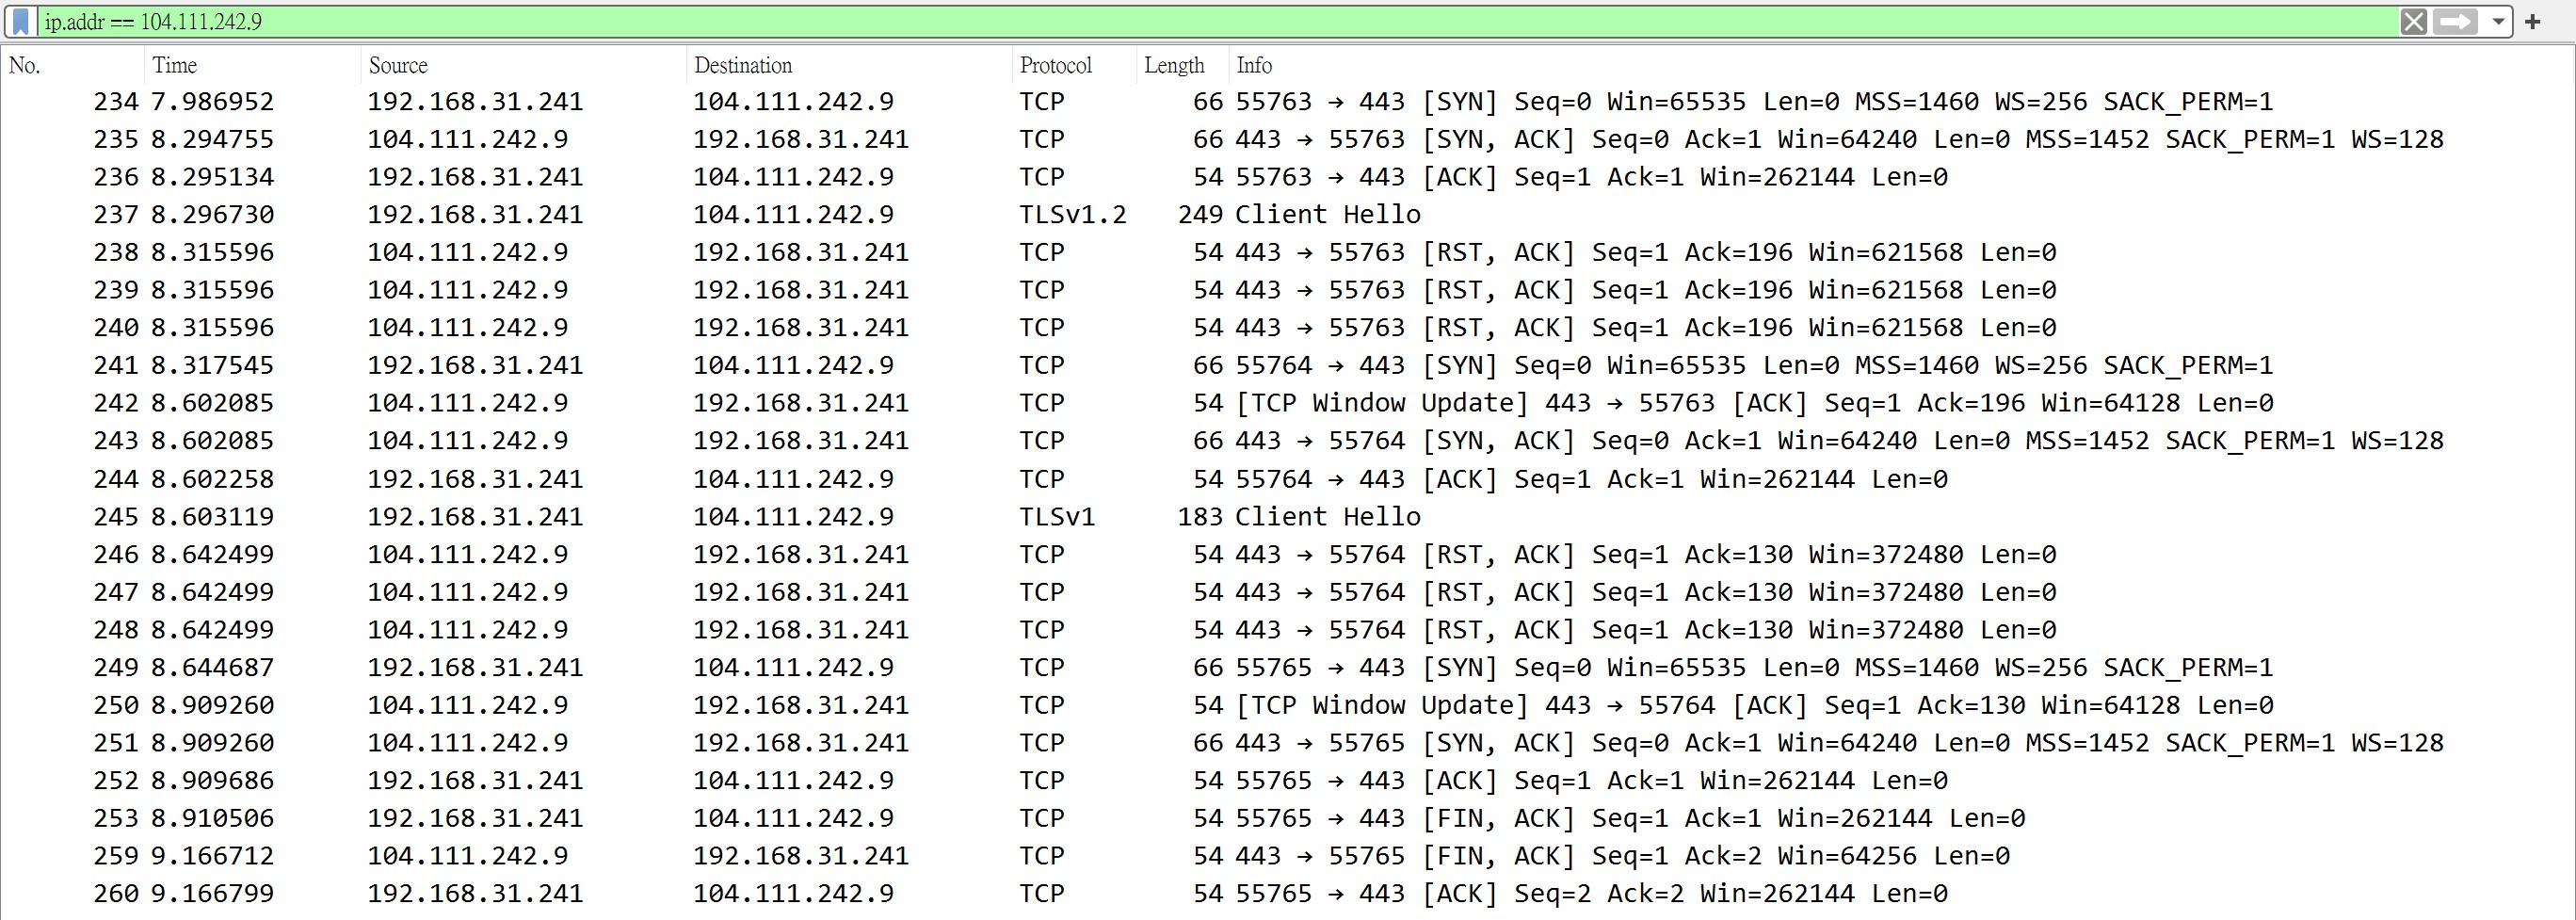 ip.addr == 104.111.242.9
No. Time Source Destination Protocol Length Info
234 7.986952 192.168.31.241 104.111.242.9 TCP 66 55763 → 443 [SYN] Seq=0 Win=65535 Len=0 MSS=1460 WS=256 SACK_PERM=1
235 8.294755 104.111.242.9 192.168.31.241 TCP 66 443 → 55763 [SYN, ACK] Seq=0 Ack=1 Win=64240 Len=0 MSS=1452 SACK_PERM=1 WS=128
236 8.295134 192.168.31.241 104.111.242.9 TCP 54 55763 → 443 [ACK] Seq=1 Ack=1 Win=262144 Len=0
237 8.296730 192.168.31.241 104.111.242.9 TLSv1.2 249 Client Hello
238 8.315596 104.111.242.9 192.168.31.241 TCP 54 443 → 55763 [RST, ACK] Seq=1 Ack=196 Win=621568 Len=0
239 8.315596 104.111.242.9 192.168.31.241 TCP 54 443 → 55763 [RST, ACK] Seq=1 Ack=196 Win=621568 Len=0
240 8.315596 104.111.242.9 192.168.31.241 TCP 54 443 → 55763 [RST, ACK] Seq=1 Ack=196 Win=621568 Len=0
241 8.317545 192.168.31.241 104.111.242.9 TCP 66 55764 → 443 [SYN] Seq=0 Win=65535 Len=0 MSS=1460 WS=256 SACK_PERM=1
242 8.602085 104.111.242.9 192.168.31.241 TCP 54 [TCP Window Update] 443 → 55763 [ACK] Seq=1 Ack=196 Win=64128 Len=0
243 8.602085 104.111.242.9 192.168.31.241 TCP 66 443 → 55764 [SYN, ACK] Seq=0 Ack=1 Win=64240 Len=0 MSS=1452 SACK_PERM=1 WS=128
244 8.602258 192.168.31.241 104.111.242.9 TCP 54 55764 → 443 [ACK] Seq=1 Ack=1 Win=262144 Len=0
245 8.603119 192.168.31.241 104.111.242.9 TLSv1 183 Client Hello
246 8.642499 104.111.242.9 192.168.31.241 TCP 54 443 → 55764 [RST, ACK] Seq=1 Ack=130 Win=372480 Len=0
247 8.642499 104.111.242.9 192.168.31.241 TCP 54 443 → 55764 [RST, ACK] Seq=1 Ack=130 Win=372480 Len=0
248 8.642499 104.111.242.9 192.168.31.241 TCP 54 443 → 55764 [RST, ACK] Seq=1 Ack=130 Win=372480 Len=0
249 8.644687 192.168.31.241 104.111.242.9 TCP 66 55765 → 443 [SYN] Seq=0 Win=65535 Len=0 MSS=1460 WS=256 SACK_PERM=1
250 8.909260 104.111.242.9 192.168.31.241 TCP 54 [TCP Window Update] 443 → 55764 [ACK] Seq=1 Ack=130 Win=64128 Len=0
251 8.909260 104.111.242.9 192.168.31.241 TCP 66 443 → 55765 [SYN, ACK] Seq=0 Ack=1 Win=64240 Len=0 MSS=1452 SACK_PERM=1 WS=128
252 8.909686 192.168.31.241 104.111.242.9 TCP 54 55765 → 443 [ACK] Seq=1 Ack=1 Win=262144 Len=0
253 8.910506 192.168.31.241 104.111.242.9 TCP 54 55765 → 443 [FIN, ACK] Seq=1 Ack=1 Win=262144 Len=0
259 9.166712 104.111.242.9 192.168.31.241 TCP 54 443 → 55765 [FIN, ACK] Seq=1 Ack=2 Win=64256 Len=0
260 9.166799 192.168.31.241 104.111.242.9 TCP 54 55765 → 443 [ACK] Seq=2 Ack=2 Win=262144 Len=0